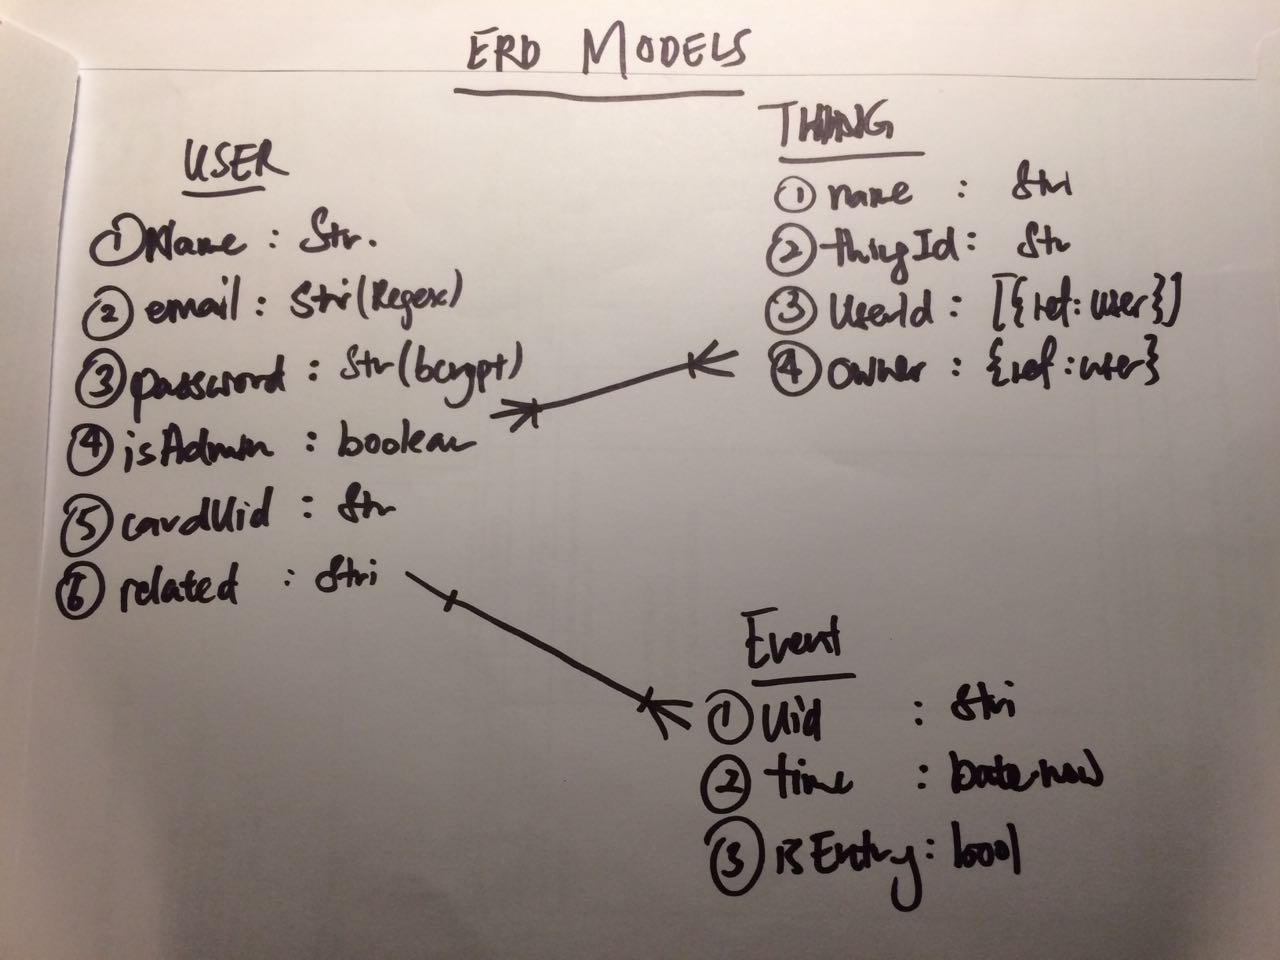 ERD MODELS
USER
① Name : Str.
② email : Stri(Regex)
③ password : Str(bcrypt)
④ isAdmin : boolean
⑤ cardUid : Str
⑥ related : Stri
THING
① name : Stri
② thingId : Str
③ UserId : [{ref:user}]
④ owner : {ref:user}
Event
① Uid : Stri
② time : Date now
③ isEntry : bool